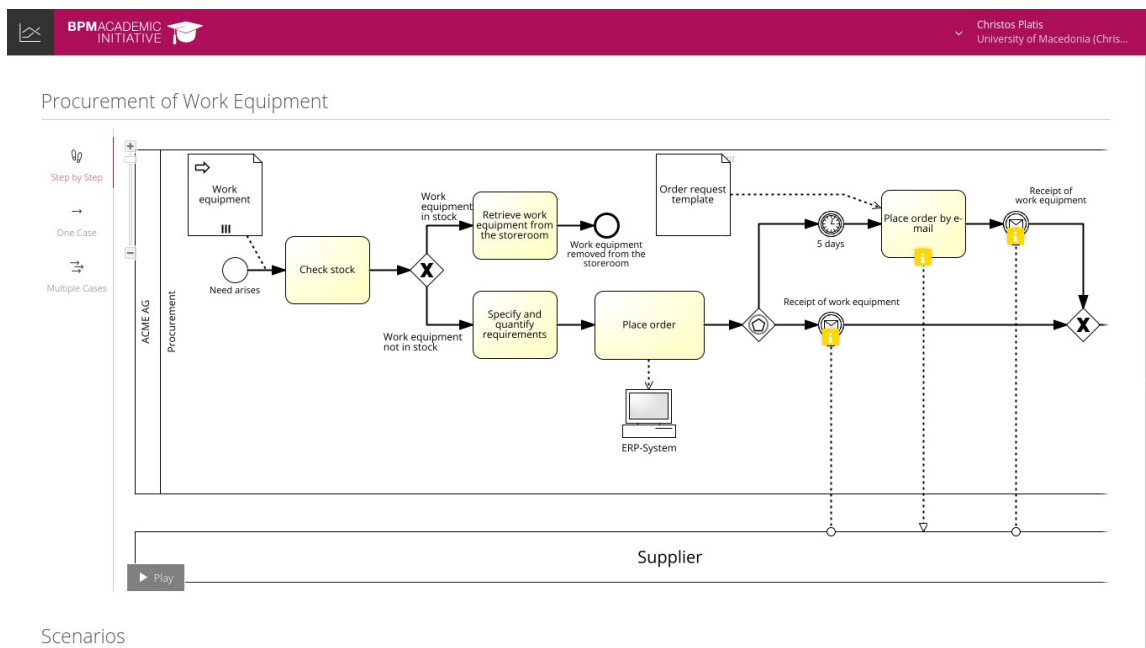 BPMACADEMIC
INITIATIVE
Christos Platis
University of Macedonia (Chris...
Procurement of Work Equipment
Step by Step
One Case
Multiple Cases
ACME AG
Procurement
Work
equipment
Need arises
Check stock
Work
equipment
in stock
Retrieve work
equipment from
the storeroom
Work equipment
removed from the
storeroom
Work equipment
not in stock
Specify and
quantify
requirements
Place order
ERP-System
Order request
template
5 days
Place order by e-
mail
Receipt of
work equipment
Receipt of work equipment
Supplier
Play
Scenarios